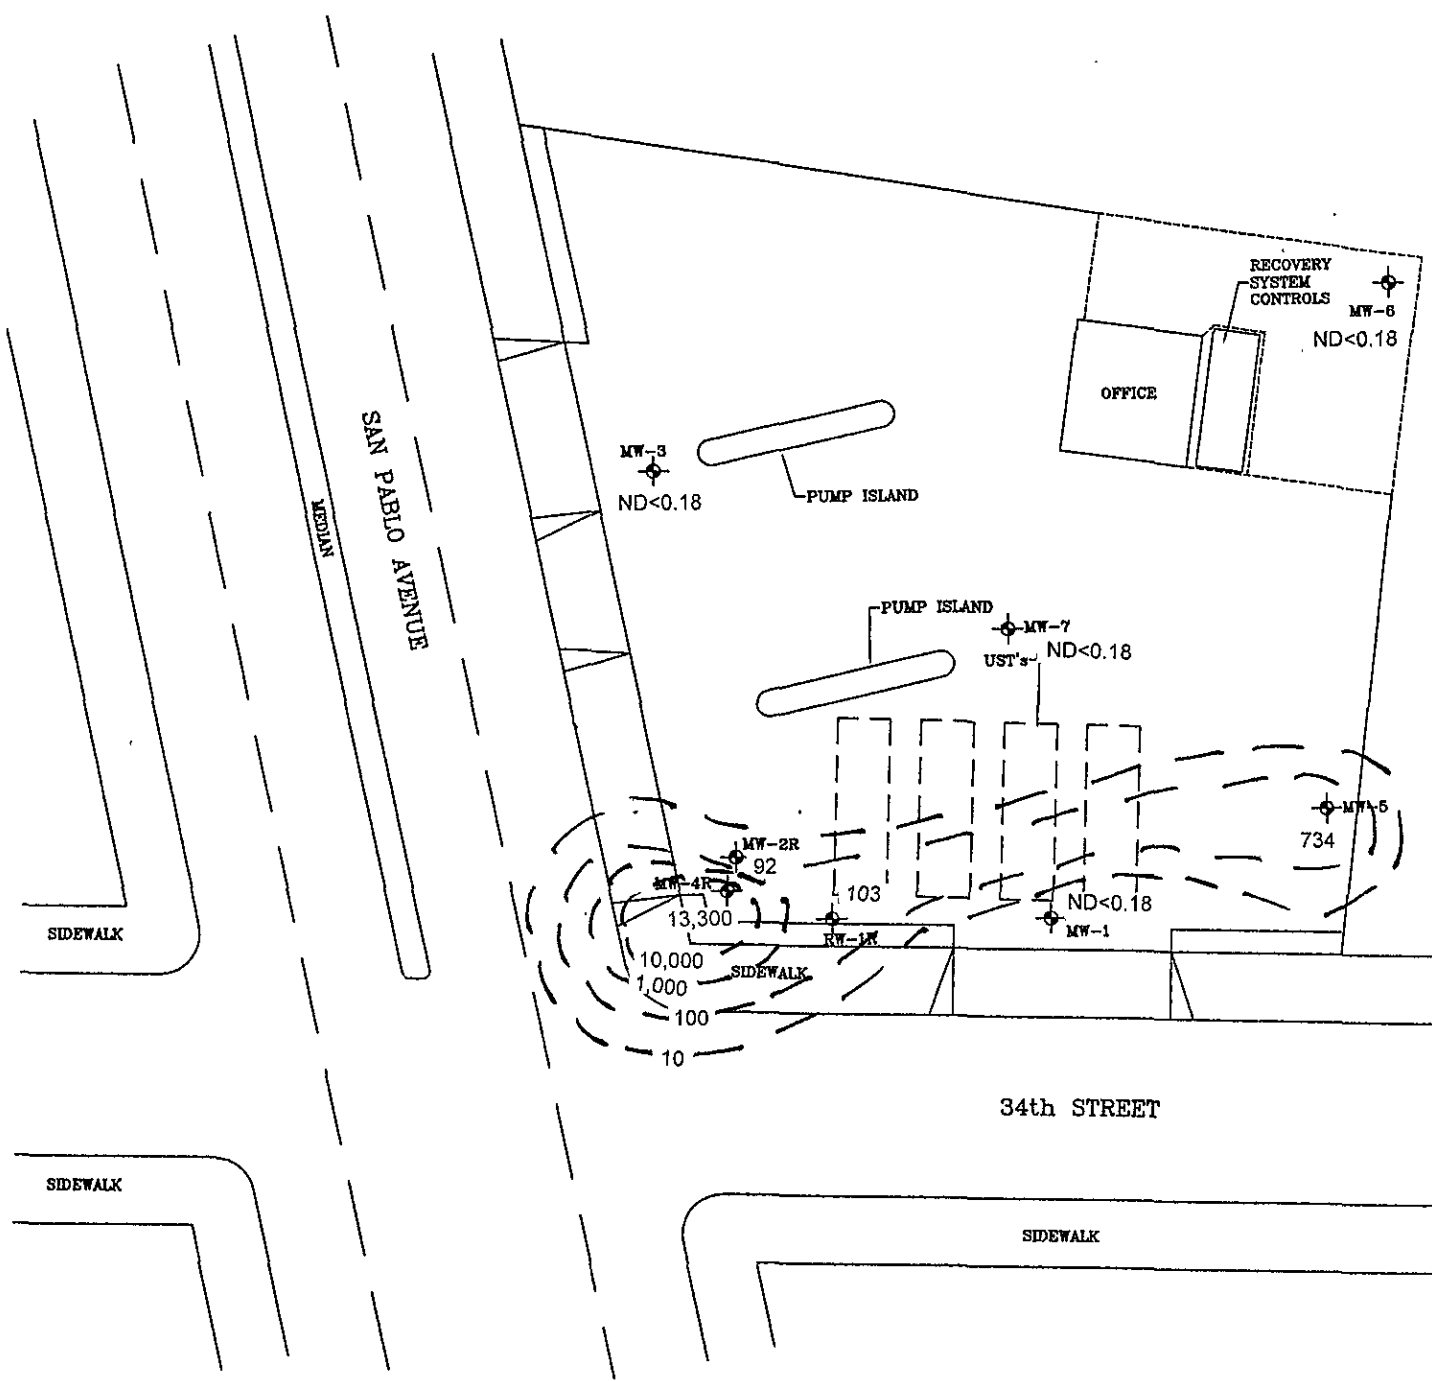 RECOVERY
SYSTEM
CONTROLS
MW-6
ND<0.18
OFFICE
SAN PABLO AVENUE
MEDIAN
MW-3
ND<0.18
PUMP ISLAND
PUMP ISLAND
MW-7
UST's
ND<0.18
MW-5
734
MW-2R
92
MW-4R
13,300
103
RW-1R
ND<0.18
MW-1
SIDEWALK
10,000
SIDEWALK
1,000
100
10
34th STREET
SIDEWALK
SIDEWALK